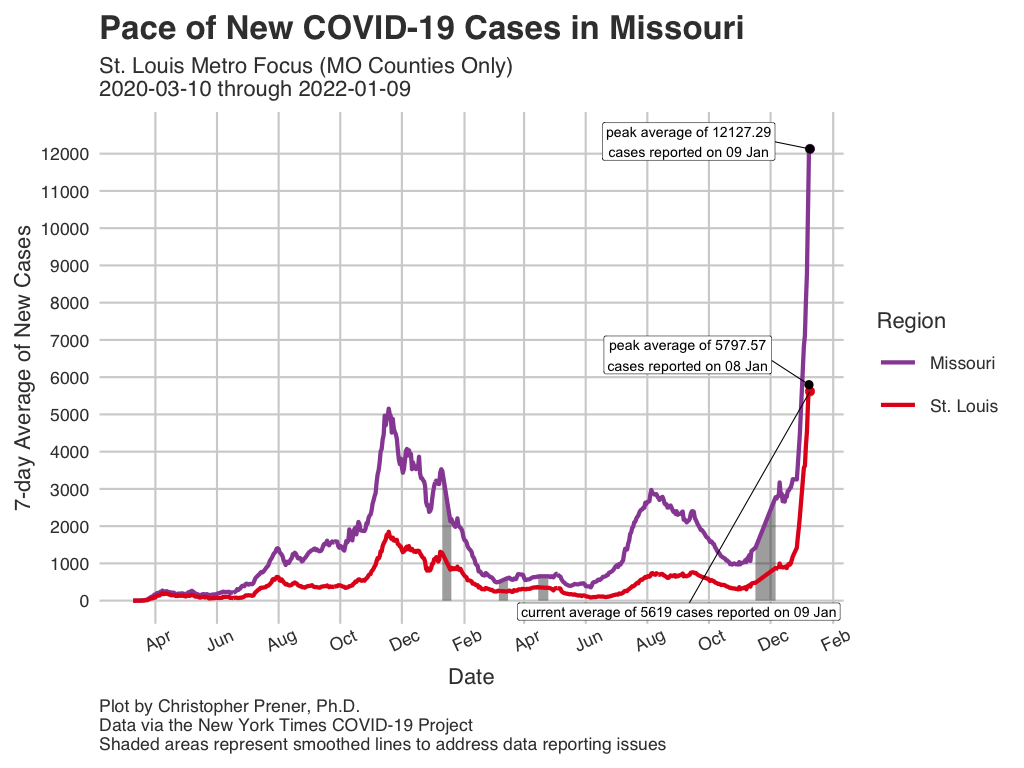 Pace of New COVID-19 Cases in Missouri
St. Louis Metro Focus (MO Counties Only)
2020-03-10 through 2022-01-09
peak average of 12127.29
cases reported on 09 Jan
12000
11000
10000
9000
8000
7000
6000
5000
4000
3000
2000
1000
0
7-day Average of New Cases
peak average of 5797.57
cases reported on 08 Jan
current average of 5619 cases reported on 09 Jan
Region
Missouri
St. Louis
Apr
Jun
Aug
Oct
Dec
Feb
Apr
Jun
Aug
Oct
Dec
Feb
Date
Plot by Christopher Prener, Ph.D.
Data via the New York Times COVID-19 Project
Shaded areas represent smoothed lines to address data reporting issues